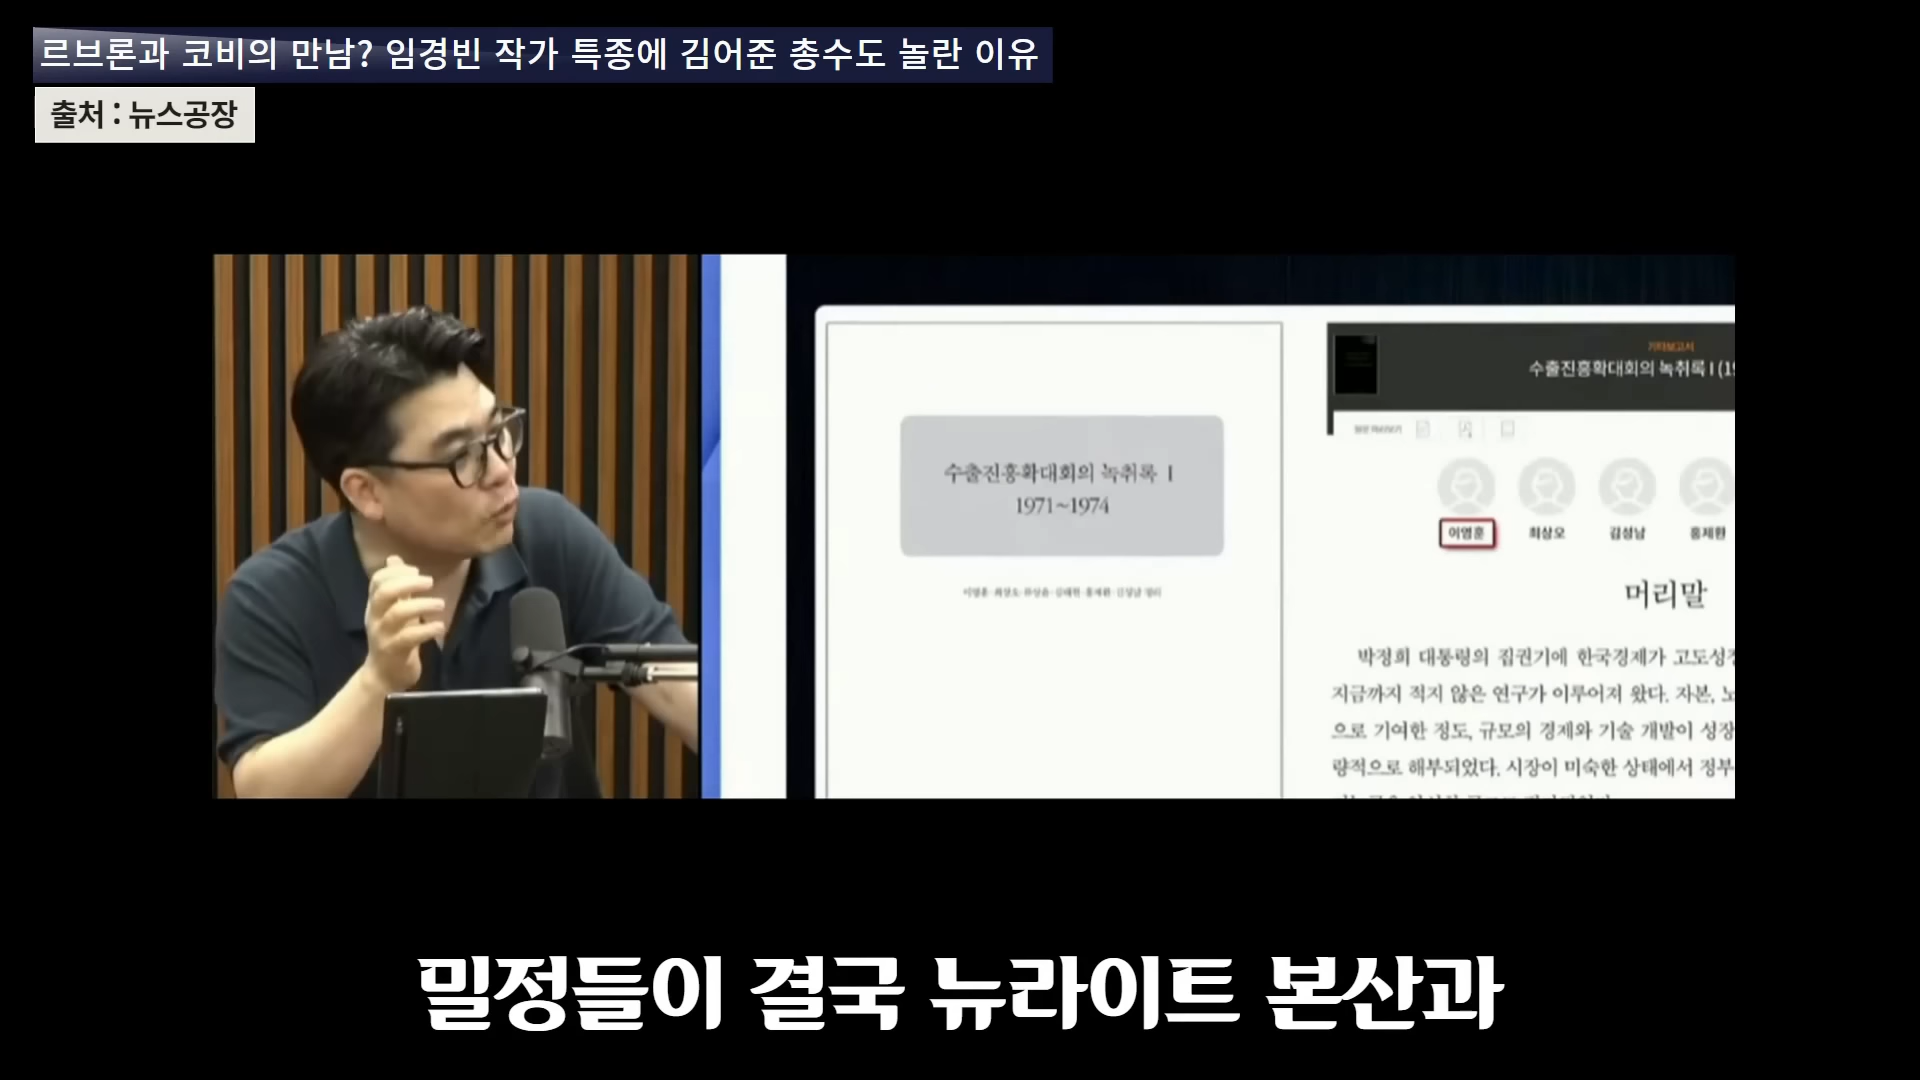 르브론과 코비의 만남? 임경빈 작가 특종에 김어준 총수도 놀란 이유
출처 : 뉴스공장
수출진흥확대회의 녹취록 I
1971~1974
기타보고서
수출진흥확대회의 녹취록 I (19
이영훈 최상오 김성남 홍제환
머리말
박정희 대통령의 집권기에 한국경제가 고도성장
지금까지 적지 않은 연구가 이루어져 왔다. 자본, 노
으로 기여한 정도, 규모의 경제와 기술 개발이 성장
량적으로 해부되었다. 시장이 미숙한 상태에서 정부
밀정들이 결국 뉴라이트 본산과